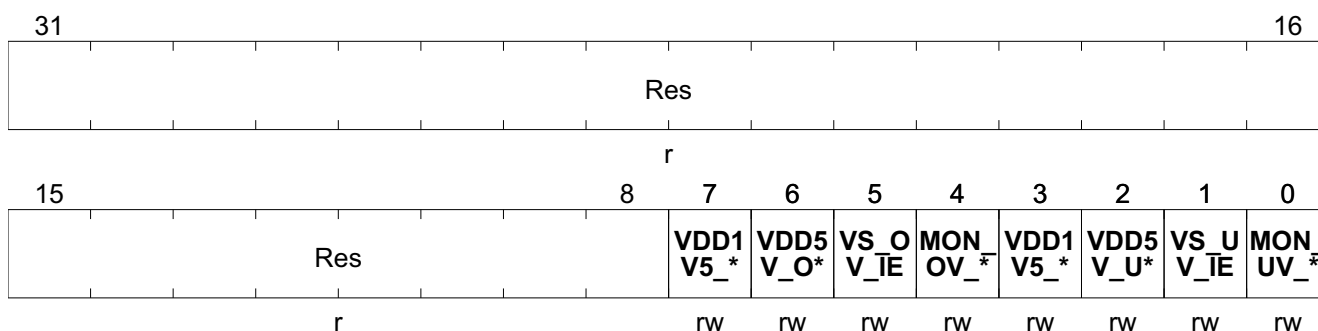 31 16
Res
r
15 8 7 6 5 4 3 2 1 0
Res VDD1 VDD5 VS_O MON_ VDD1 VDD5 VS_U MON_
V5_* V_O* V_IE OV_* V5_* V_U* V_IE UV_*
r rw rw rw rw rw rw rw rw